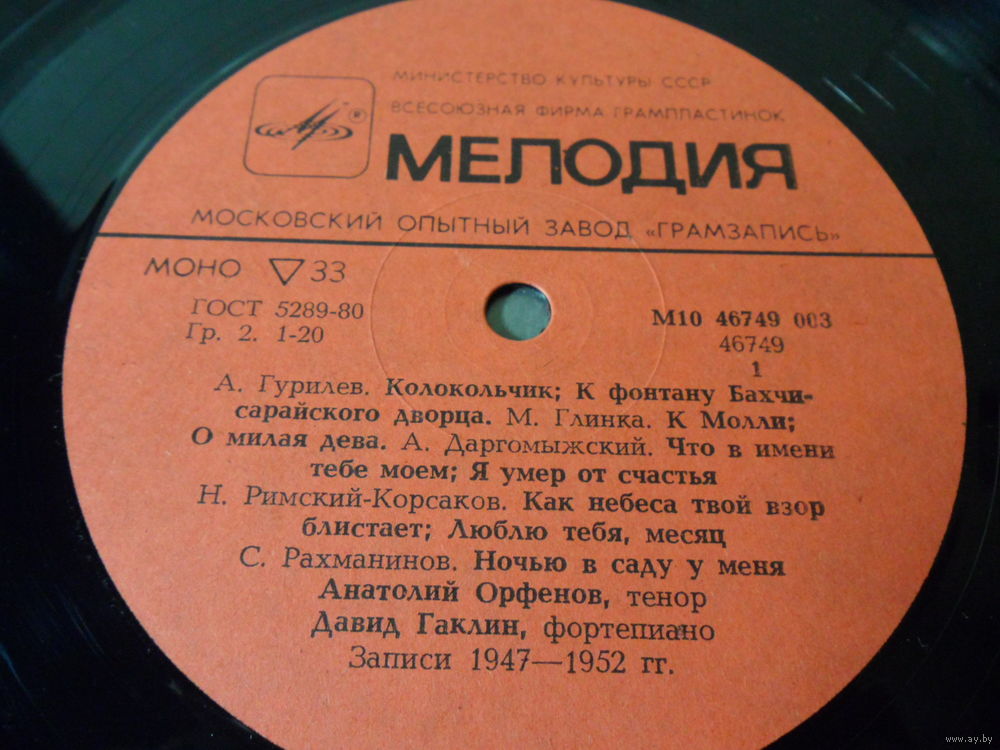 МИНИСТЕРСТВО КУЛЬТУРЫ СССР
ВСЕСОЮЗНАЯ ФИРМА ГРАМПЛАСТИНОК
®
МЕЛОДИЯ
МОСКОВСКИЙ ОПЫТНЫЙ ЗАВОД «ГРАМЗАПИСЬ»
МОНО ▽ 33
ГОСТ 5289-80
Гр. 2. 1-20
М10 46749 003
46749
1
А. Гурилев. Колокольчик; К фонтану Бахчи-
сарайского дворца. М. Глинка. К Молли;
О милая дева. А. Даргомыжский. Что в имени
тебе моем; Я умер от счастья
Н. Римский-Корсаков. Как небеса твой взор
блистает; Люблю тебя, месяц
С. Рахманинов. Ночью в саду у меня
Анатолий Орфенов, тенор
Давид Гаклин, фортепиано
Записи 1947—1952 гг.
www.ay.by